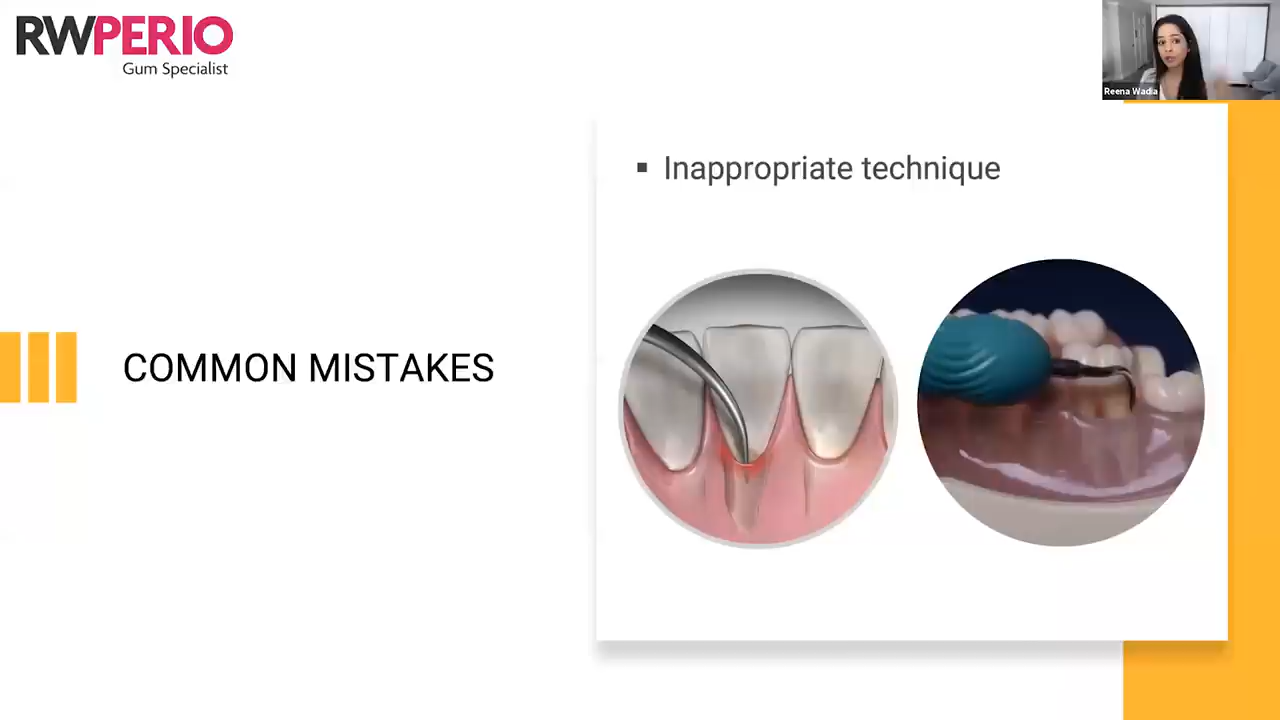 RWPERIO
Gum Specialist
Reena Wadia
▪ Inappropriate technique
COMMON MISTAKES